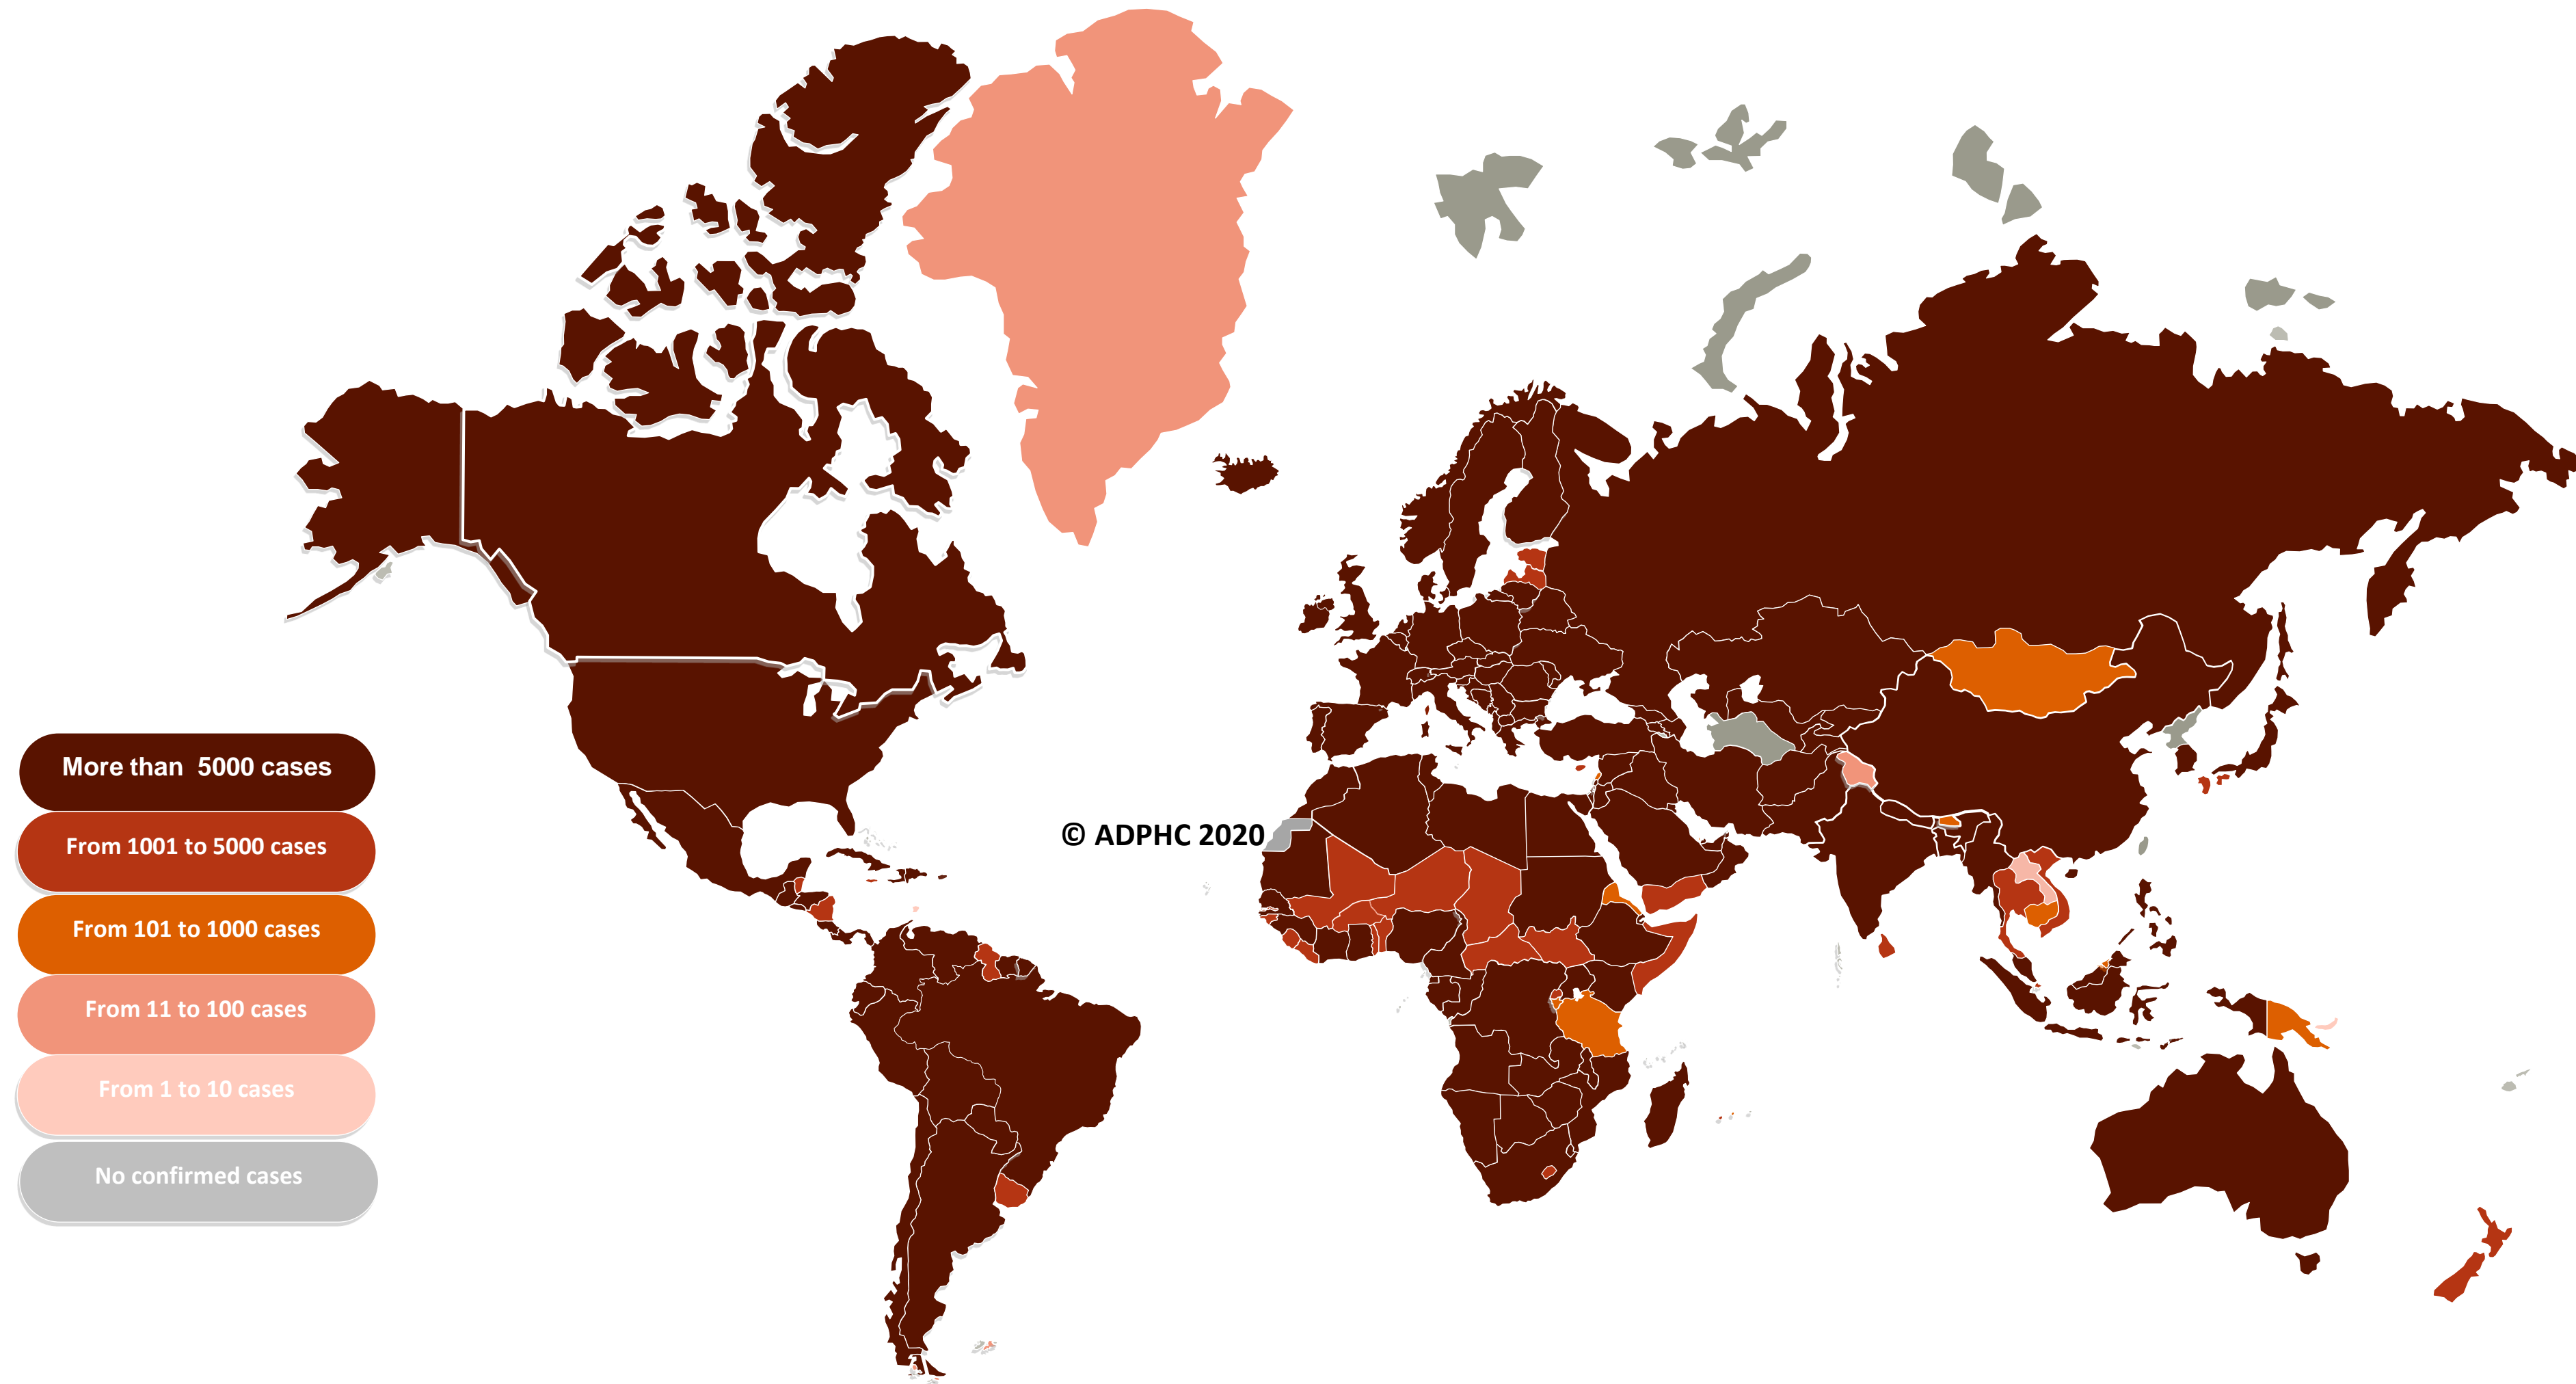 More than  5000 cases
From 1001 to 5000 cases
© ADPHC 2020
From 101 to 1000 cases
From 11 to 100 cases
From 1 to 10 cases
No confirmed cases